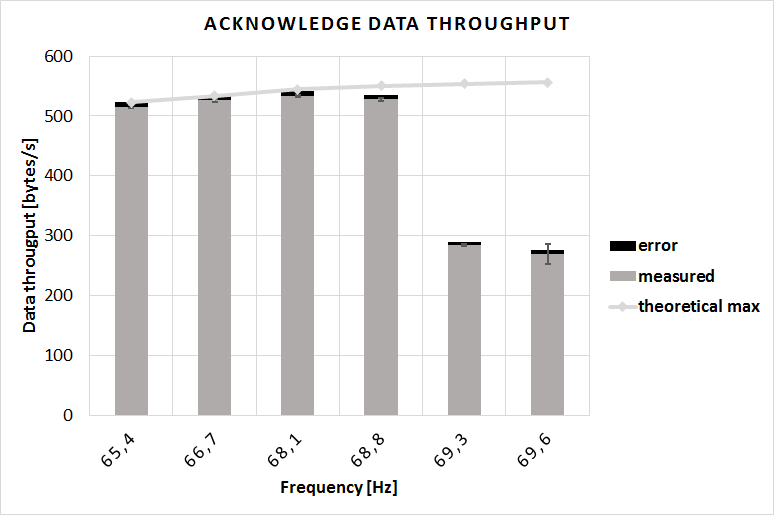 ACKNOWLEDGE DATA THROUGHPUT
600
500
400
300
200
100
0
Data througput [bytes/s]
65,4
66,7
68,1
68,8
69,3
69,6
Frequency [Hz]
error
measured
theoretical max